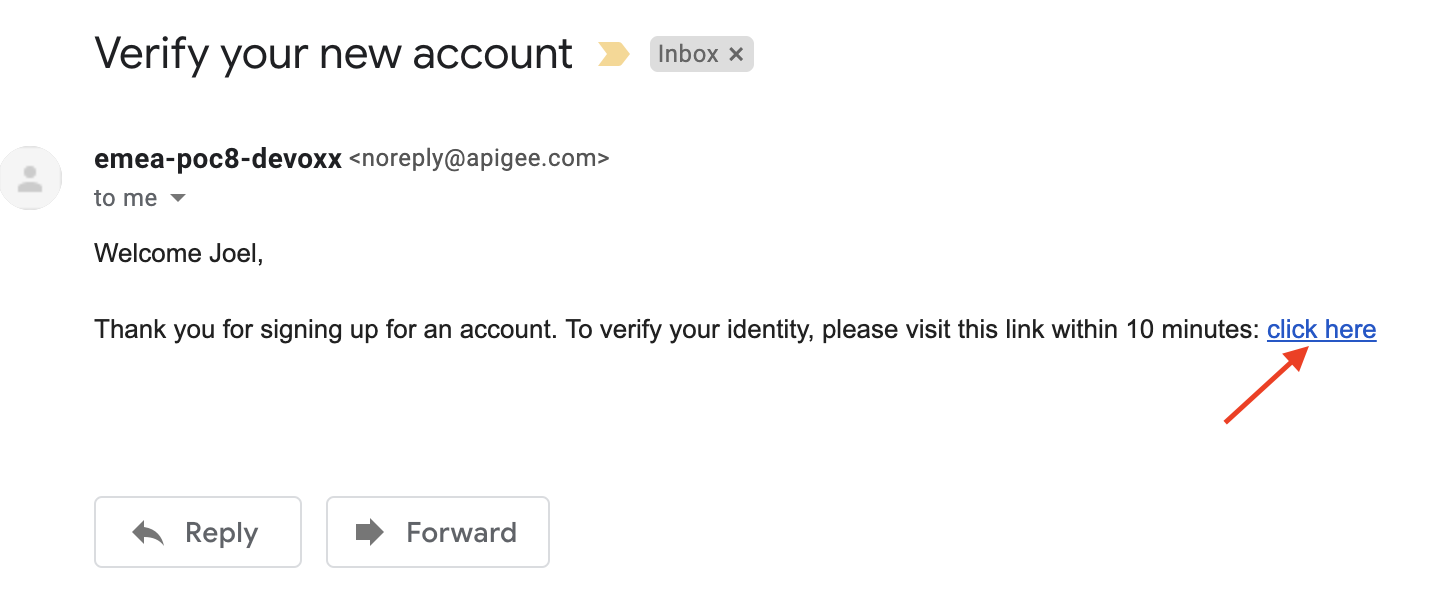 Verify your new account Inbox ×
emea-poc8-devoxx <noreply@apigee.com>
to me
Welcome Joel,
Thank you for signing up for an account. To verify your identity, please visit this link within 10 minutes: click here
Reply Forward